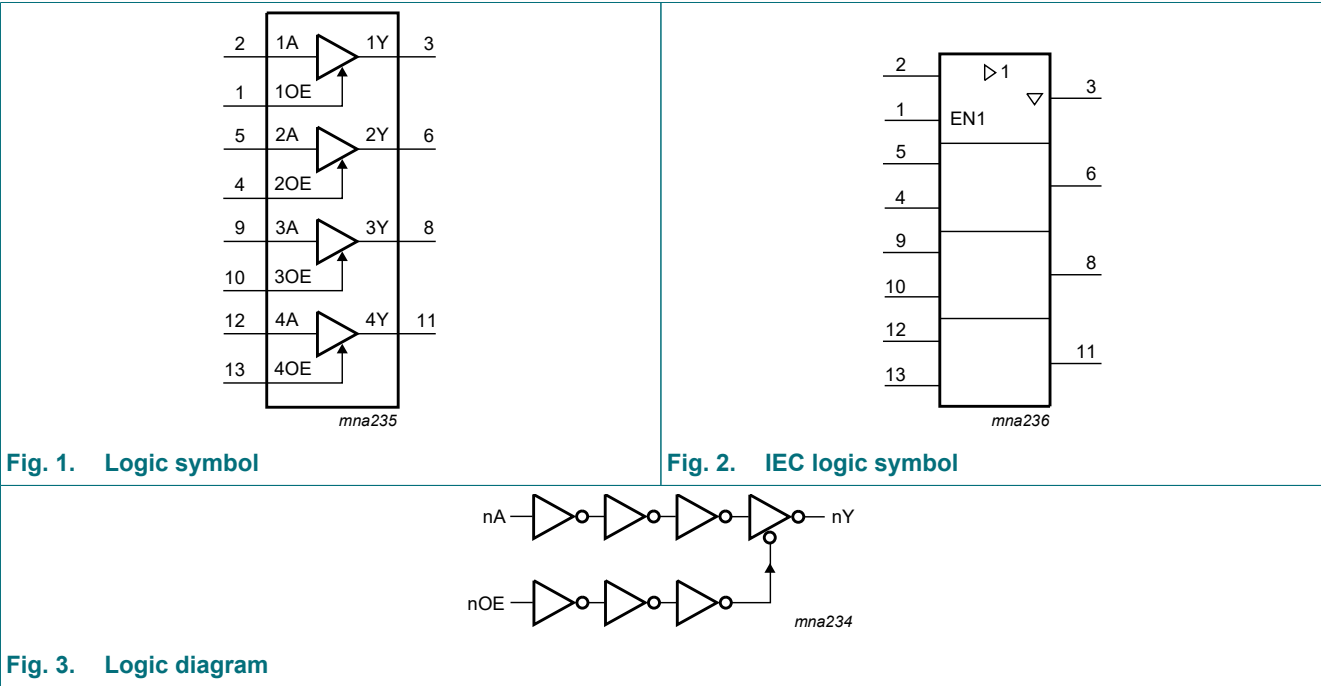 2 1A 1Y 3
1 1OE
5 2A 2Y 6
4 2OE
9 3A 3Y 8
10 3OE
12 4A 4Y 11
13 4OE
mna235
Fig. 1. Logic symbol
2 1
3
1 EN1
5
6
4
9
8
10
12
11
13
mna236
Fig. 2. IEC logic symbol
nA nY
nOE
mna234
Fig. 3. Logic diagram